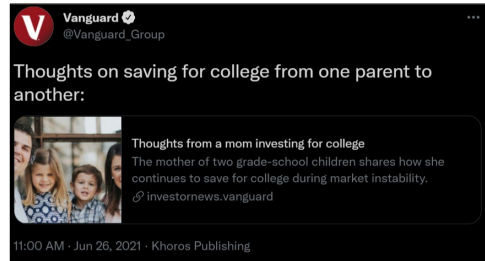 Vanguard
@Vanguard_Group
Thoughts on saving for college from one parent to
another:
Thoughts from a mom investing for college
The mother of two grade-school children shares how she
continues to save for college during market instability.
investornews.vanguard
11:00 AM · Jun 26, 2021 · Khoros Publishing